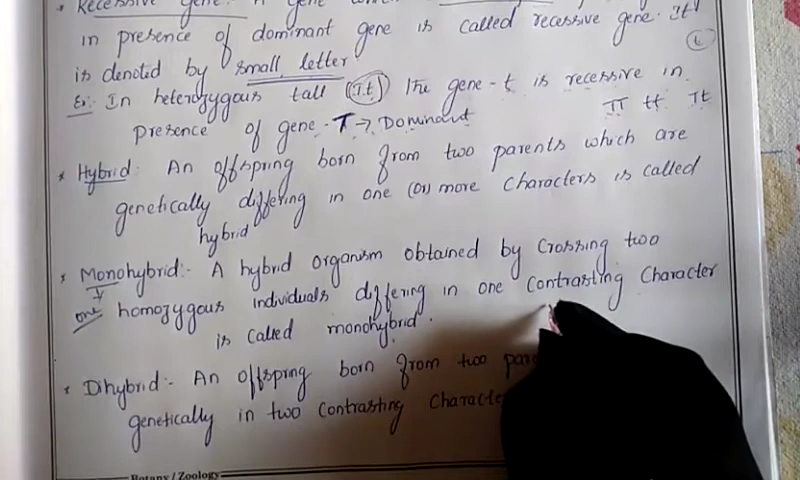 * Recessive gene:- A gene
in presence of dominant gene is called recessive gene. It
is denoted by small letter (t)
Ex:- In heterozygous tall (Tt) The gene - t is recessive in
presence of gene - T → Dominant TT tt Tt
* Hybrid: An offspring born from two parents which are
genetically differing in one (or) more characters is called
hybrid
* Monohybrid:- A hybrid organism obtained by crossing two
one homozygous individuals differing in one contrasting character
is called monohybrid.
* Dihybrid:- An offspring born from two
genetically in two contrasting
Botany / Zoology